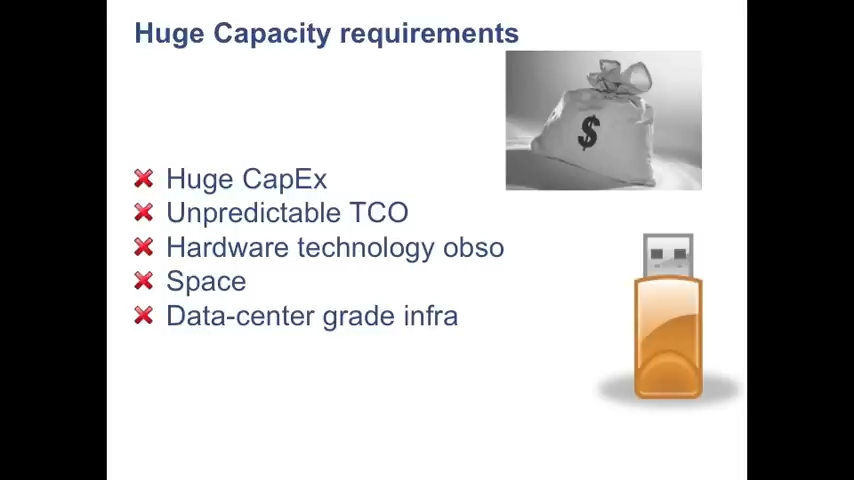 Huge Capacity requirements
$
Huge CapEx
Unpredictable TCO
Hardware technology obso
Space
Data-center grade infra